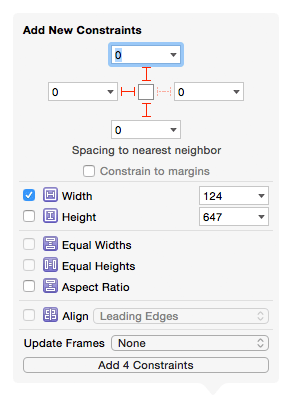 Add New Constraints
0
0 0
0
Spacing to nearest neighbor
Constrain to margins
Width 124
Height 647
Equal Widths
Equal Heights
Aspect Ratio
Align Leading Edges
Update Frames None
Add 4 Constraints